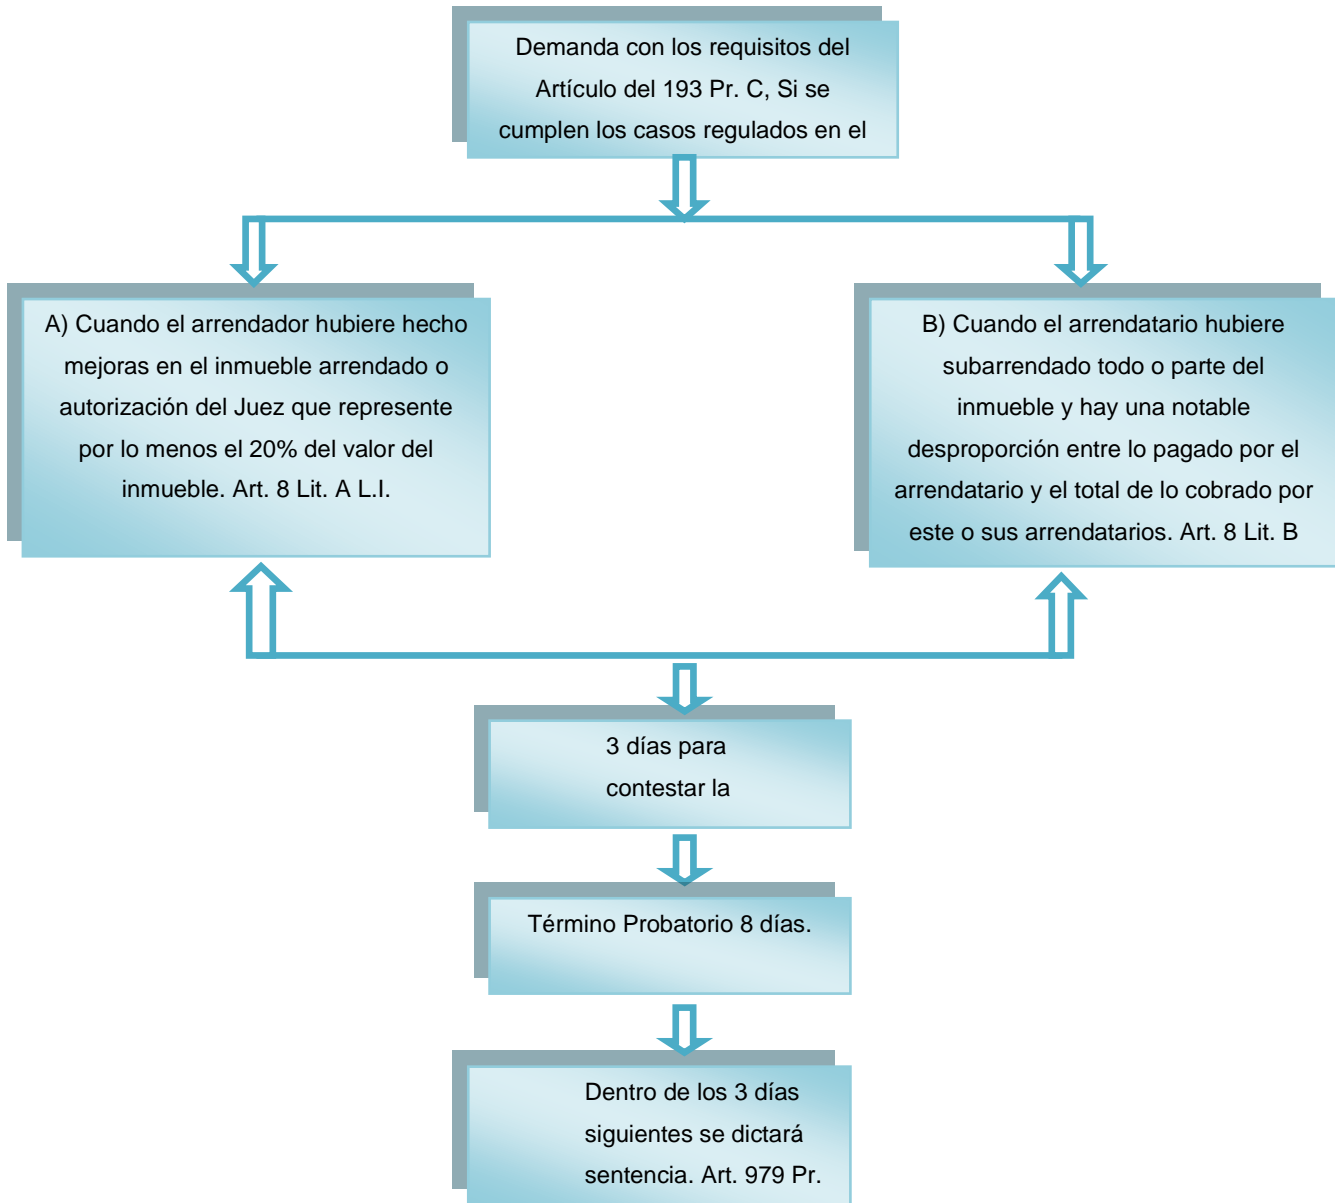 Demanda con los requisitos del
Artículo del 193 Pr. C, Si se
cumplen los casos regulados en el
A) Cuando el arrendador hubiere hecho
mejoras en el inmueble arrendado o
autorización del Juez que represente
por lo menos el 20% del valor del
inmueble. Art. 8 Lit. A L.I.
B) Cuando el arrendatario hubiere
subarrendado todo o parte del
inmueble y hay una notable
desproporción entre lo pagado por el
arrendatario y el total de lo cobrado por
este o sus arrendatarios. Art. 8 Lit. B
3 días para
contestar la
Término Probatorio 8 días.
Dentro de los 3 días
siguientes se dictará
sentencia. Art. 979 Pr.